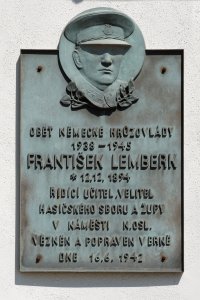 OBĚŤ NĚMECKÉ HRŮZOVLÁDY
1938 - 1945
FRANTIŠEK LEMBERK
* 12.12. 1894
ŘÍDÍCÍ UČITEL, VELITEL
HASIČSKÉHO SBORU A ŽUPY
V NÁMĚŠTI N. OSL.
VĚZNĚN A POPRAVEN V BRNĚ
DNE 16.6. 1942